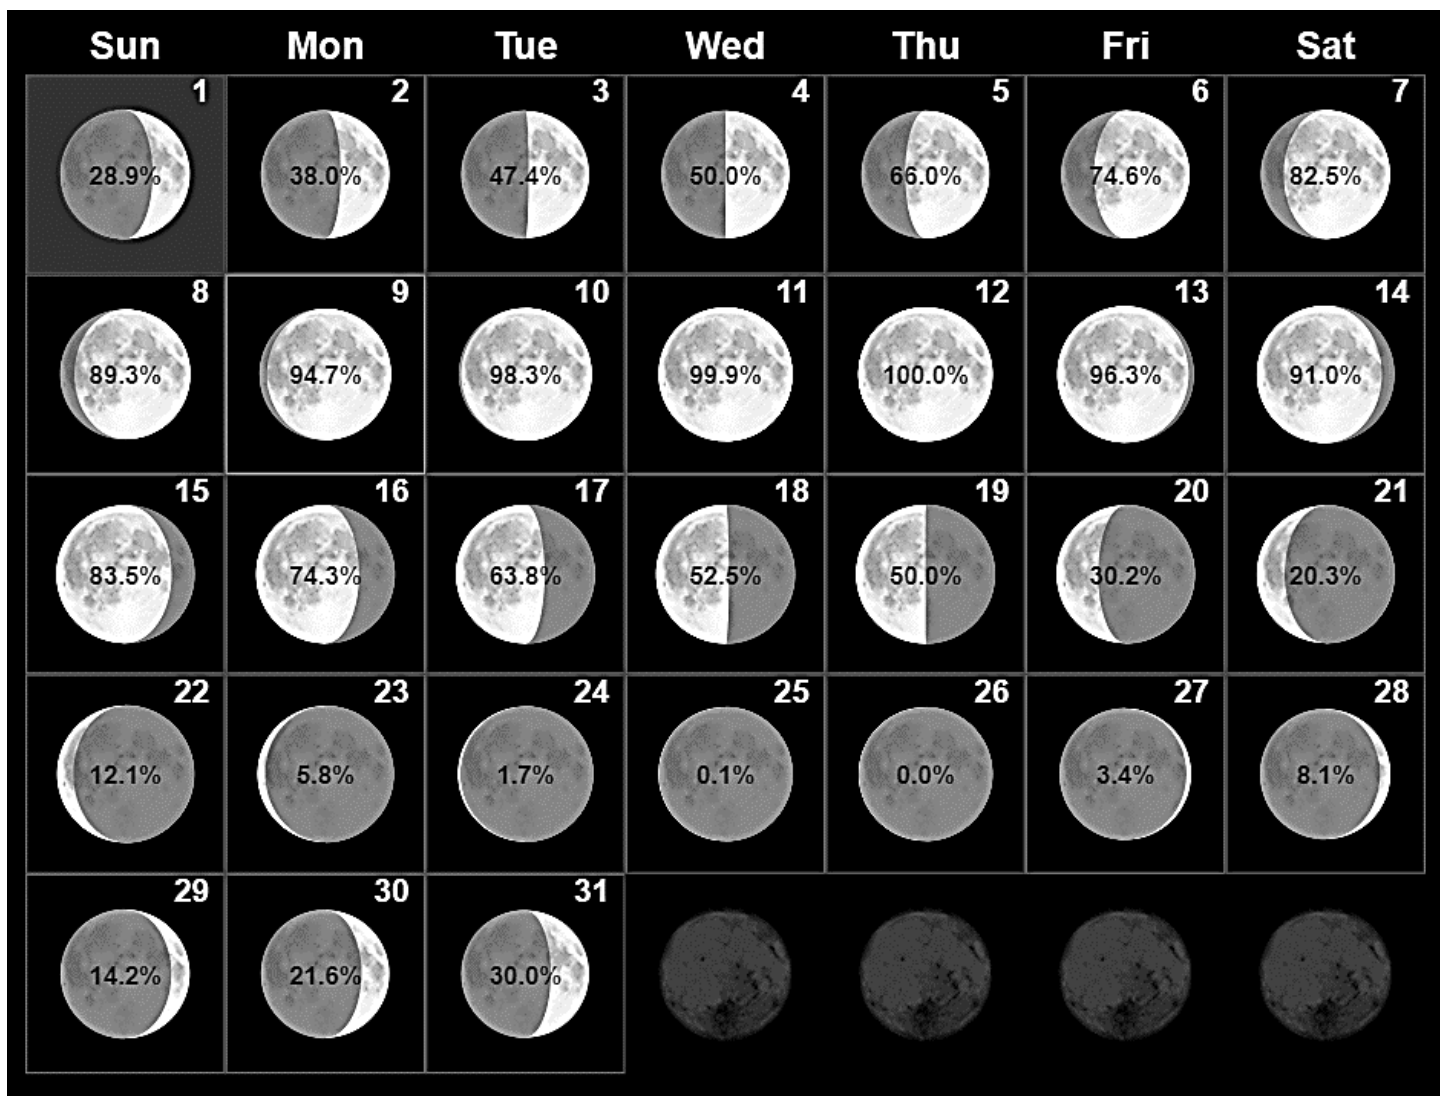 Sun Mon Tue Wed Thu Fri Sat
1 2 3 4 5 6 7
28.9% 38.0% 47.4% 50.0% 66.0% 74.6% 82.5%
8 9 10 11 12 13 14
89.3% 94.7% 98.3% 99.9% 100.0% 96.3% 91.0%
15 16 17 18 19 20 21
83.5% 74.3% 63.8% 52.5% 50.0% 30.2% 20.3%
22 23 24 25 26 27 28
12.1% 5.8% 1.7% 0.1% 0.0% 3.4% 8.1%
29 30 31
14.2% 21.6% 30.0%